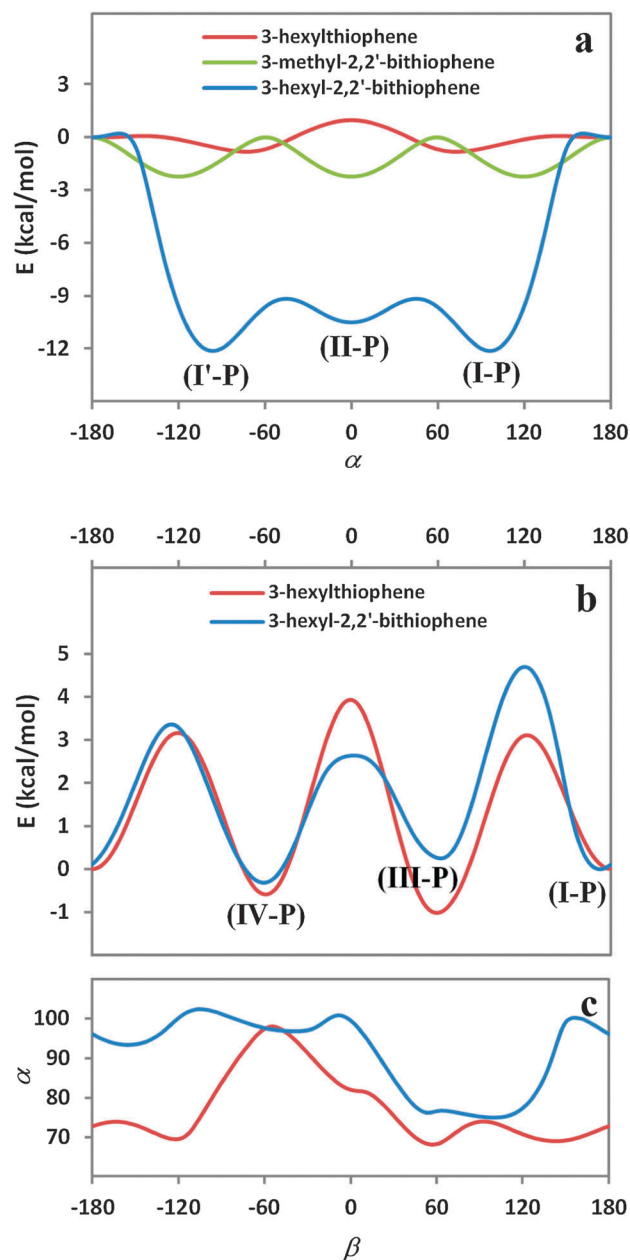 a
3-hexylthiophene
3-methyl-2,2'-bithiophene
3-hexyl-2,2'-bithiophene
E (kcal/mol)
3
0
-3
-6
-9
-12
(I'-P)
(II-P)
(I-P)
-180 -120 -60 0 60 120 180
α
-180 -120 -60 0 60 120 180
b
3-hexylthiophene
3-hexyl-2,2'-bithiophene
E (kcal/mol)
5
4
3
2
1
0
-1
(IV-P)
(III-P)
(I-P)
c
α
100
90
80
70
-180 -120 -60 0 60 120 180
β